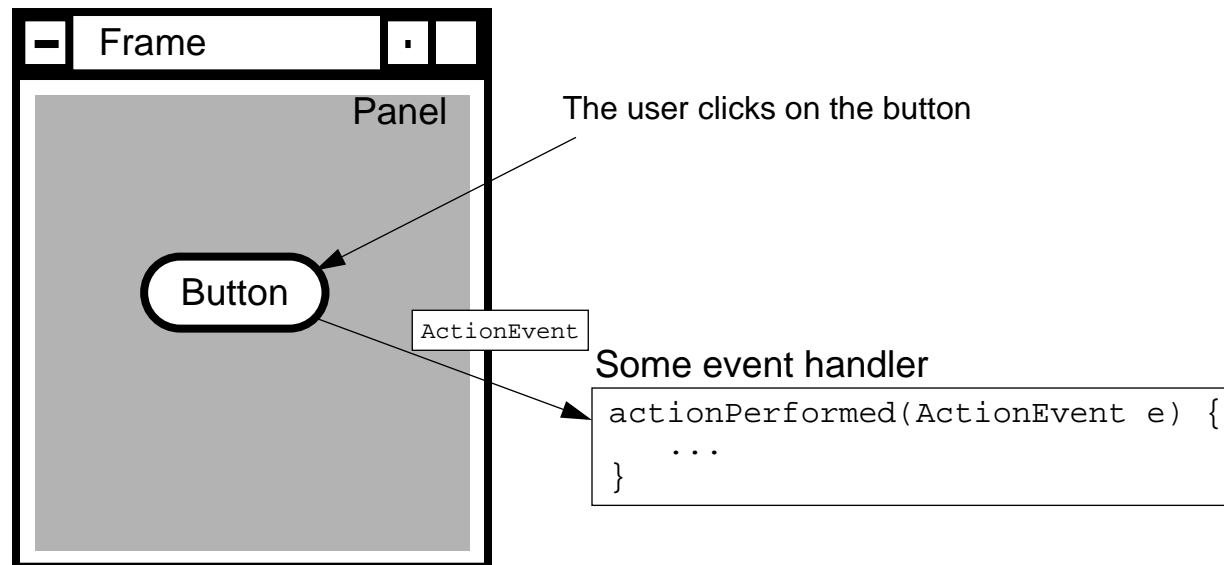 Frame
Panel
The user clicks on the button
Button
ActionEvent
Some event handler
actionPerformed(ActionEvent e) {
...
}